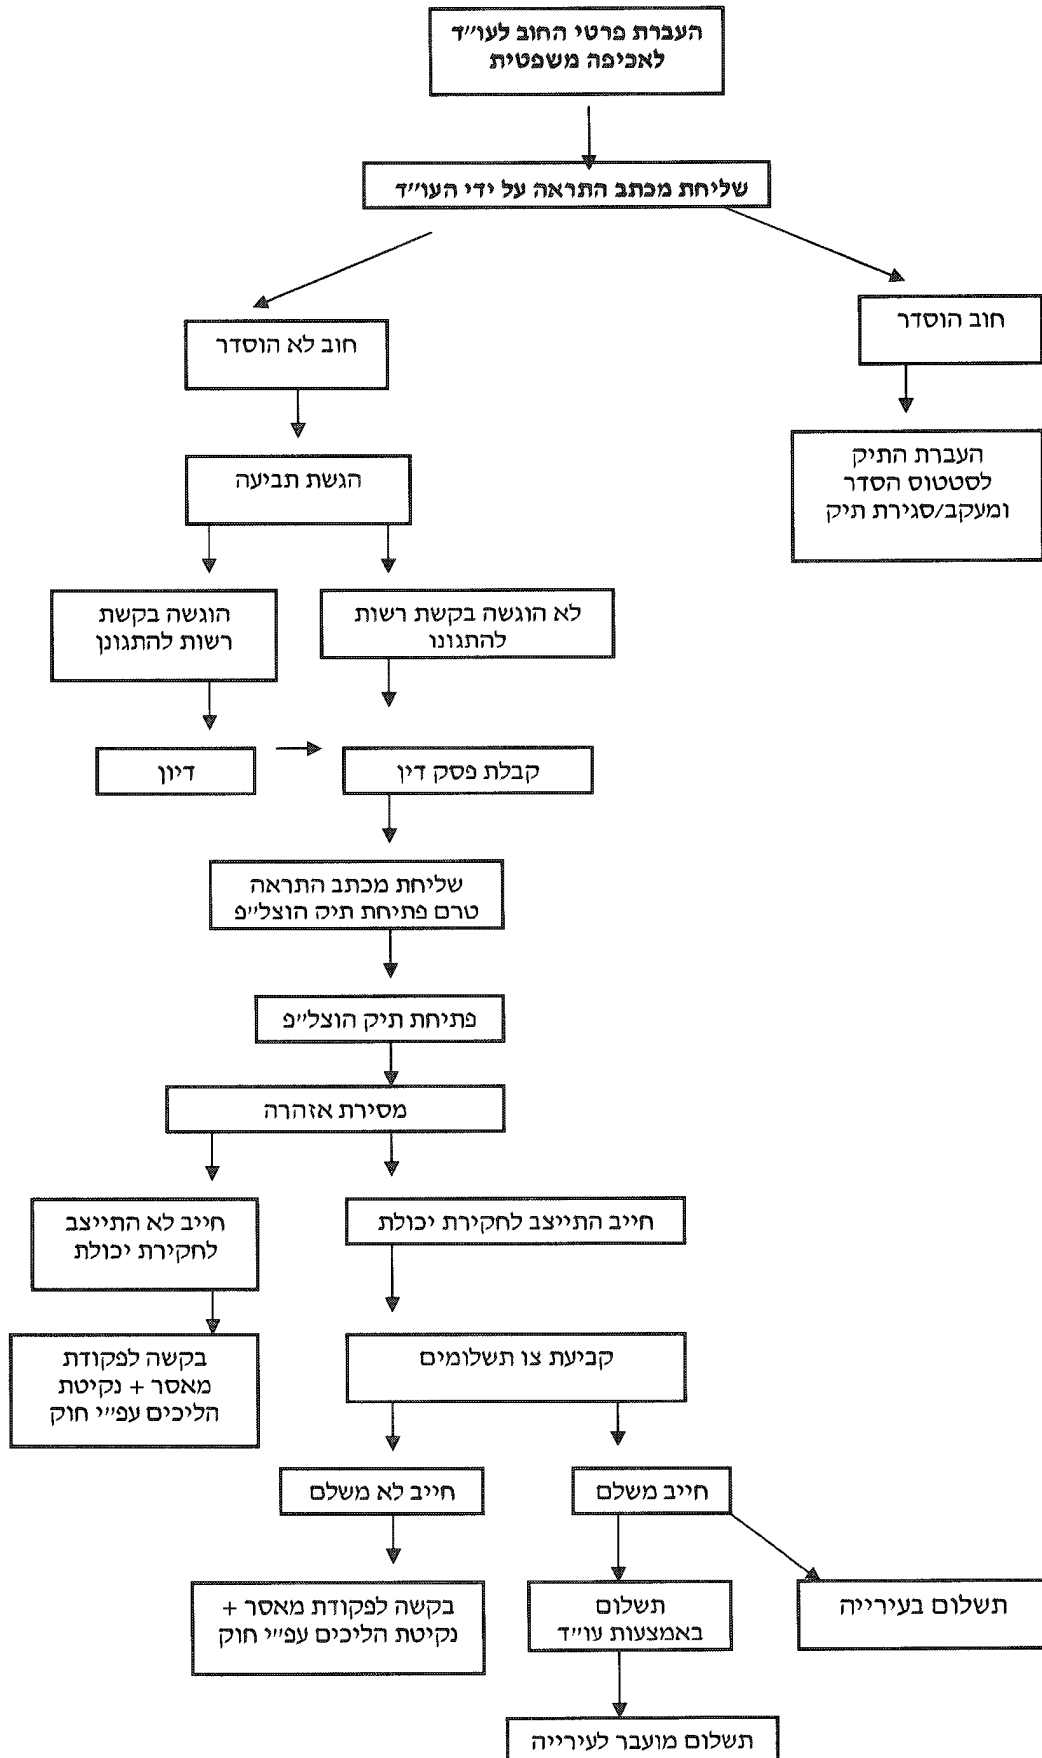 העברת פרטי החוב לעו״ד
לאכיפה משפטית
שליחת מכתב התראה על ידי העו״ד
חוב הוסדר
חוב לא הוסדר
העברת התיק
לסטטוס הסדר
ומעקב/סגירת תיק
הגשת תביעה
לא הוגשה בקשת רשות
להתגונו
הוגשה בקשת
רשות להתגונן
קבלת פסק דין
דיון
שליחת מכתב התראה
טרם פתיחת תיק הוצל״פ
פתיחת תיק הוצל״פ
מסירת אזהרה
חייב התייצב לחקירת יכולת
חייב לא התייצב
לחקירת יכולת
קביעת צו תשלומים
בקשה לפקודת
מאסר + נקיטת
הליכים עפ״י חוק
חייב משלם
חייב לא משלם
תשלום בעירייה
תשלום
באמצעות עו״ד
בקשה לפקודת מאסר +
נקיטת הליכים עפ״י חוק
תשלום מועבר לעירייה